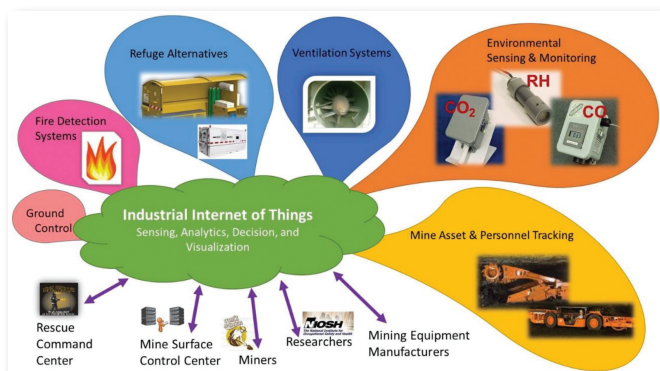 Refuge Alternatives
Ventilation Systems
Environmental
Sensing & Monitoring
RH
CO2
CO
Fire Detection
Systems
Ground
Control
Industrial Internet of Things
Sensing, Analytics, Decision, and
Visualization
Mine Asset & Personnel Tracking
Rescue
Command
Center
Mine Surface
Control Center
Miners
NIOSH
Researchers
Mining Equipment
Manufacturers